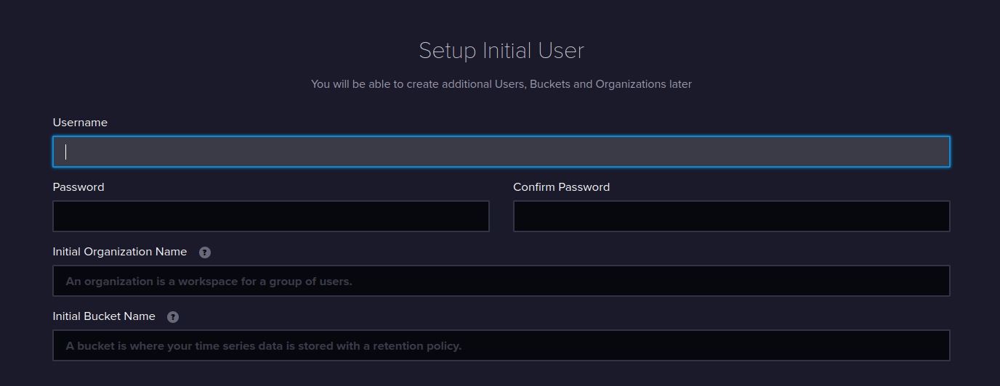 Setup Initial User
You will be able to create additional Users, Buckets and Organizations later
Username
Password
Confirm Password
Initial Organization Name ?
An organization is a workspace for a group of users.
Initial Bucket Name ?
A bucket is where your time series data is stored with a retention policy.